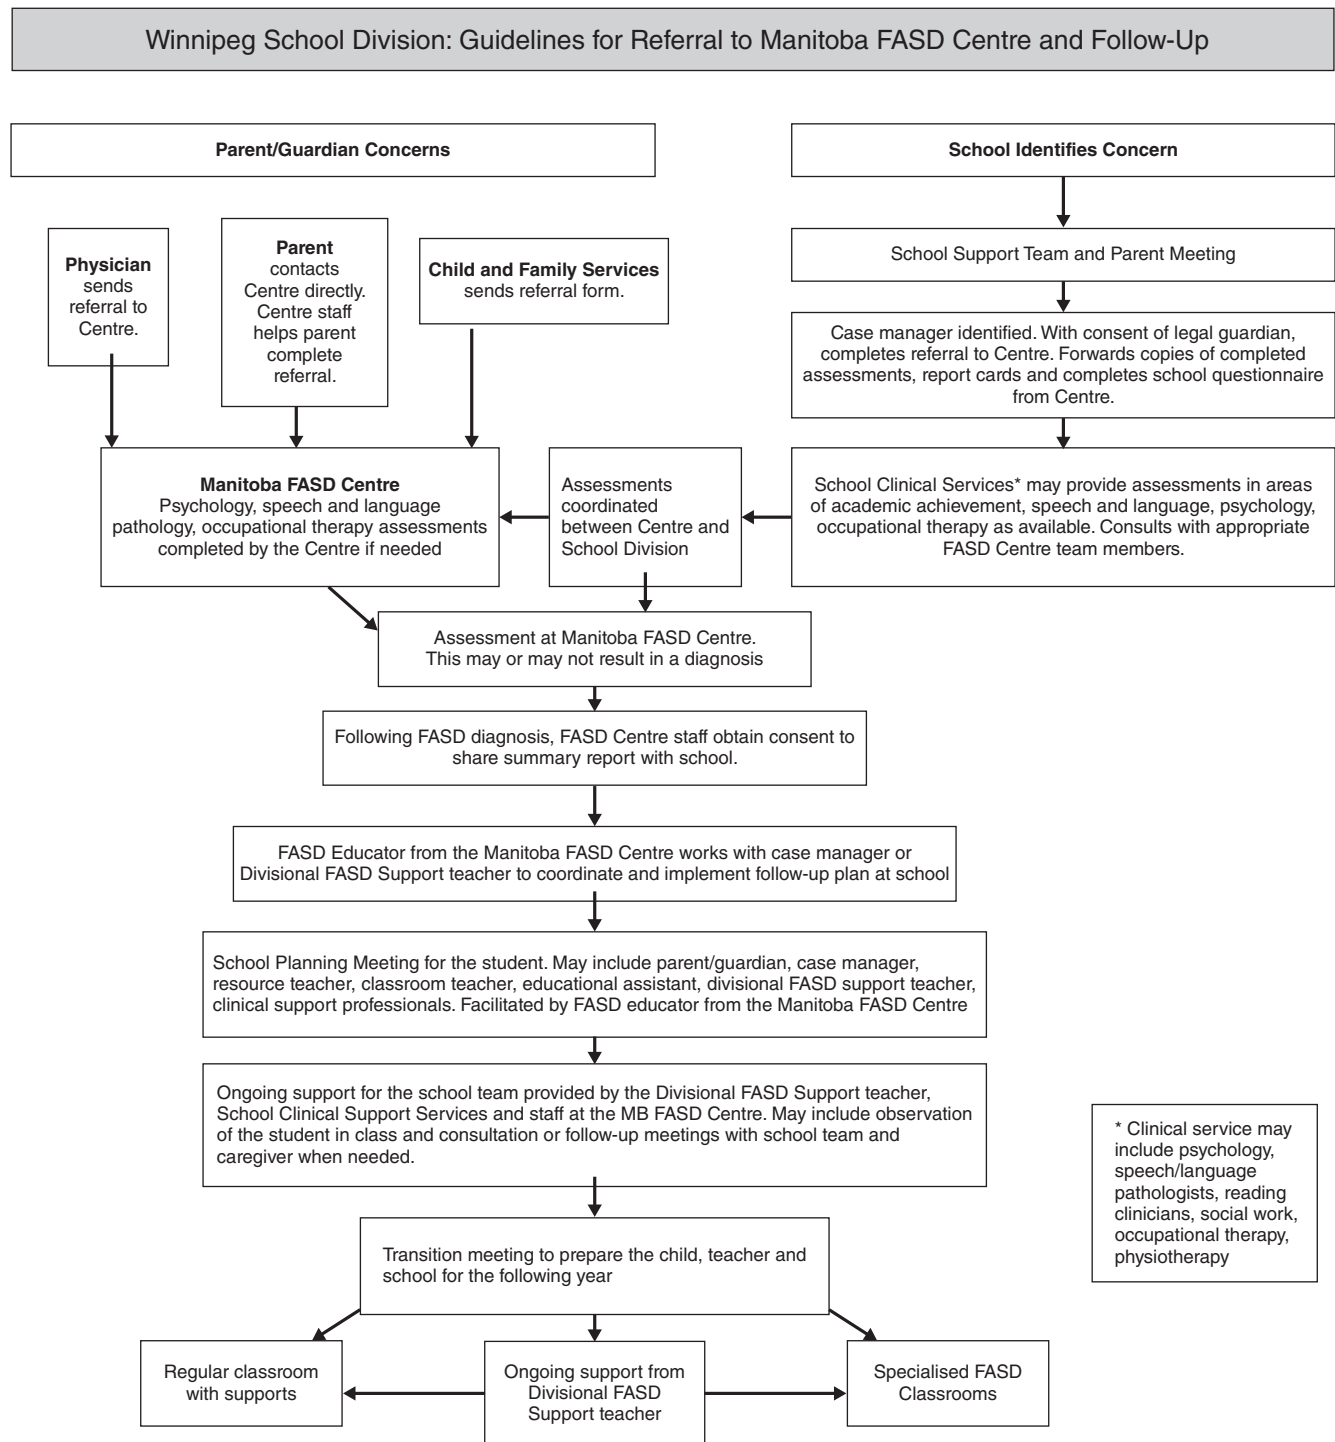 Winnipeg School Division: Guidelines for Referral to Manitoba FASD Centre and Follow-Up
Parent/Guardian Concerns
School Identifies Concern
Physician
sends
referral to
Centre.
Parent
contacts
Centre directly.
Centre staff
helps parent
complete
referral.
Child and Family Services
sends referral form.
School Support Team and Parent Meeting
Case manager identified. With consent of legal guardian,
completes referral to Centre. Forwards copies of completed
assessments, report cards and completes school questionnaire
from Centre.
Manitoba FASD Centre
Psychology, speech and language
pathology, occupational therapy assessments
completed by the Centre if needed
Assessments
coordinated
between Centre and
School Division
School Clinical Services* may provide assessments in areas
of academic achievement, speech and language, psychology,
occupational therapy as available. Consults with appropriate
FASD Centre team members.
Assessment at Manitoba FASD Centre.
This may or may not result in a diagnosis
Following FASD diagnosis, FASD Centre staff obtain consent to
share summary report with school.
FASD Educator from the Manitoba FASD Centre works with case manager or
Divisional FASD Support teacher to coordinate and implement follow-up plan at school
School Planning Meeting for the student. May include parent/guardian, case manager,
resource teacher, classroom teacher, educational assistant, divisional FASD support teacher,
clinical support professionals. Facilitated by FASD educator from the Manitoba FASD Centre
Ongoing support for the school team provided by the Divisional FASD Support teacher,
School Clinical Support Services and staff at the MB FASD Centre. May include observation
of the student in class and consultation or follow-up meetings with school team and
caregiver when needed.
* Clinical service may
include psychology,
speech/language
pathologists, reading
clinicians, social work,
occupational therapy,
physiotherapy
Transition meeting to prepare the child, teacher and
school for the following year
Regular classroom
with supports
Ongoing support from
Divisional FASD
Support teacher
Specialised FASD
Classrooms